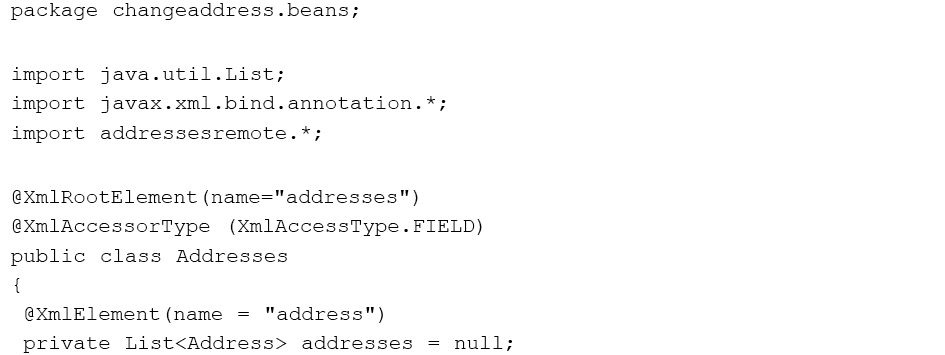 package changeaddress.beans;
import java.util.List;
import javax.xml.bind.annotation.*;
import addressesremote.*;
@XmlRootElement(name="addresses")
@XmlAccessorType (XmlAccessType.FIELD)
public class Addresses
{
@XmlElement(name = "address")
private List<Address> addresses = null;